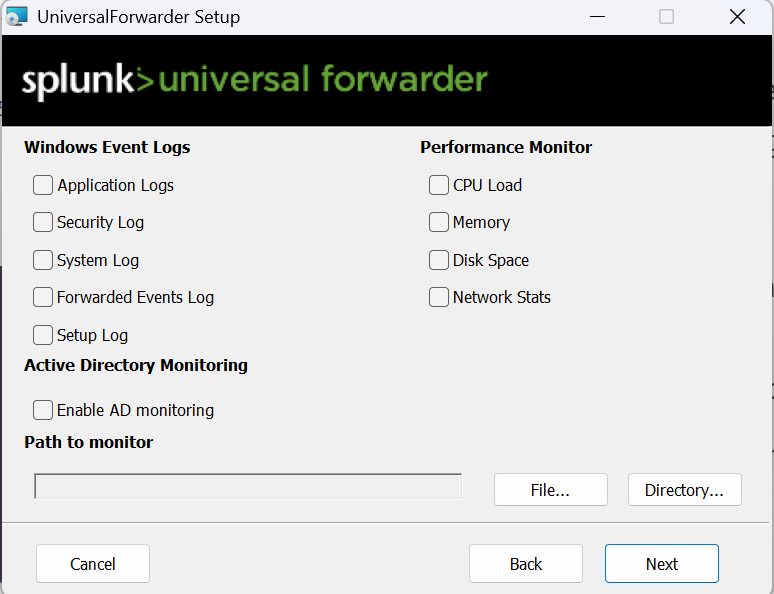 UniversalForwarder Setup
splunk>universal forwarder
Windows Event Logs
Application Logs
Security Log
System Log
Forwarded Events Log
Setup Log
Active Directory Monitoring
Enable AD monitoring
Performance Monitor
CPU Load
Memory
Disk Space
Network Stats
Path to monitor
File...
Directory...
Cancel
Back
Next